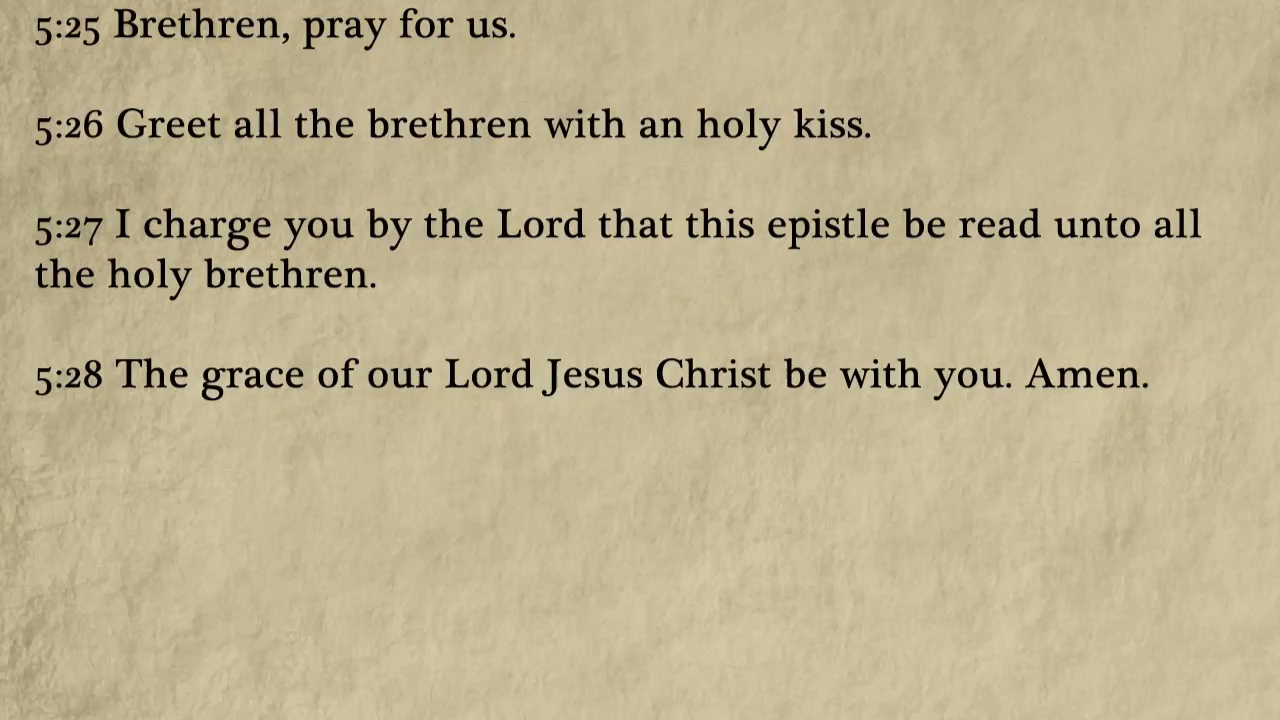 5:25 Brethren, pray for us.
5:26 Greet all the brethren with an holy kiss.
5:27 I charge you by the Lord that this epistle be read unto all
the holy brethren.
5:28 The grace of our Lord Jesus Christ be with you. Amen.